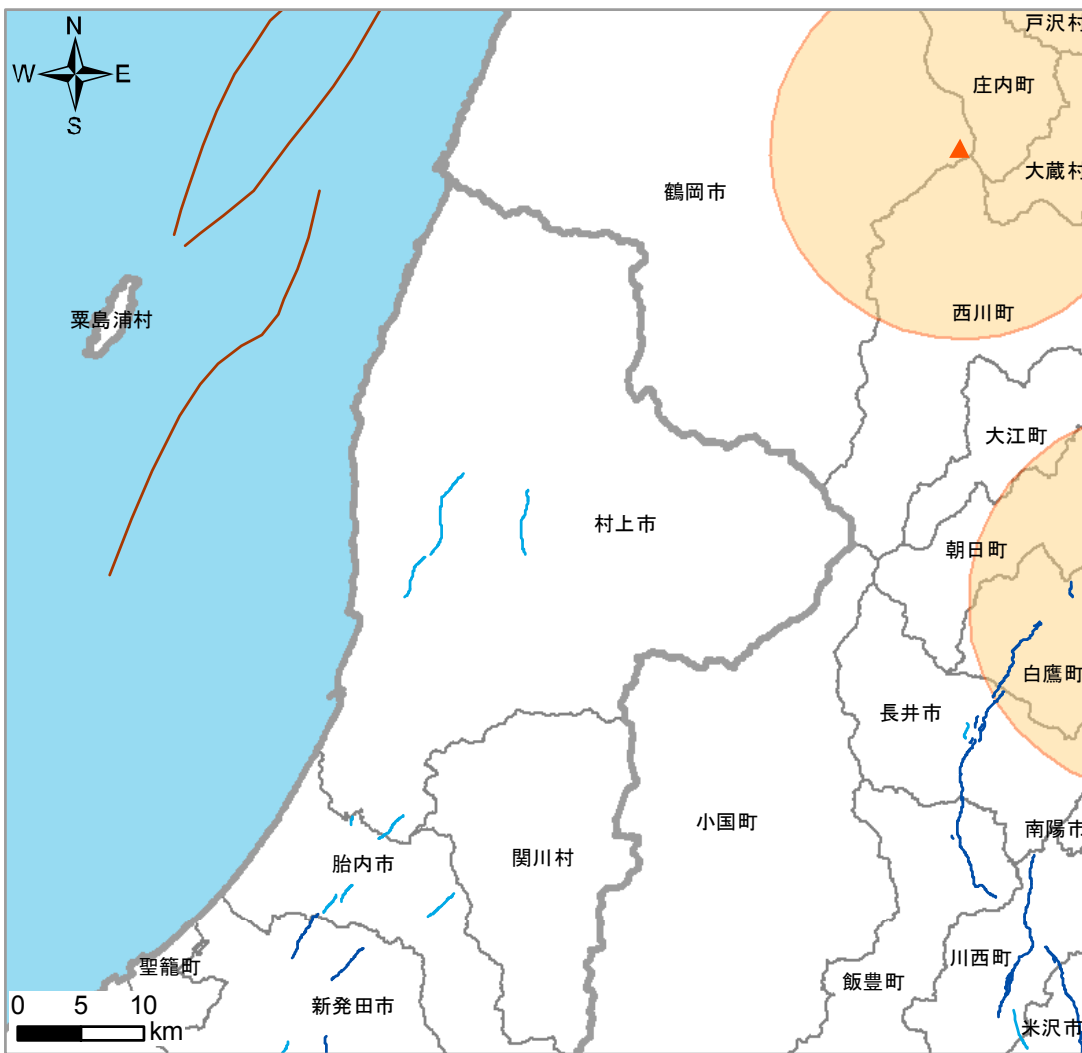 N
W E
S
戸沢村
庄内町
大蔵村
鶴岡市
西川町
粟島浦村
大江町
村上市
朝日町
白鷹町
長井市
小国町
南陽市
関川村
胎内市
聖籠町
新発田市
飯豊町
川西町
米沢市
0 5 10
km